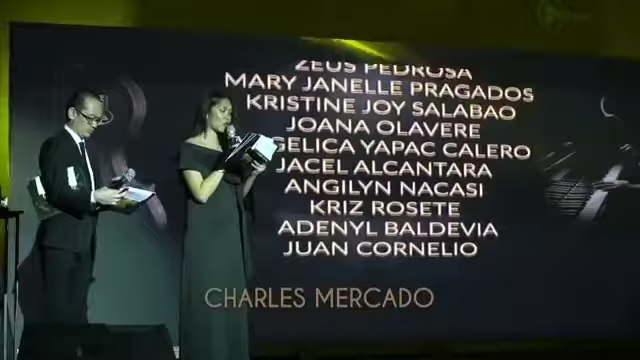 ZEUS PEDROSA
MARY JANELLE PRAGADOS
KRISTINE JOY SALABAO
JOANA OLAVERE
GELICA YAPAC CALERO
JACEL ALCANTARA
ANGILYN NACASI
KRIZ ROSETE
ADENYL BALDEVIA
JUAN CORNELIO
CHARLES MERCADO